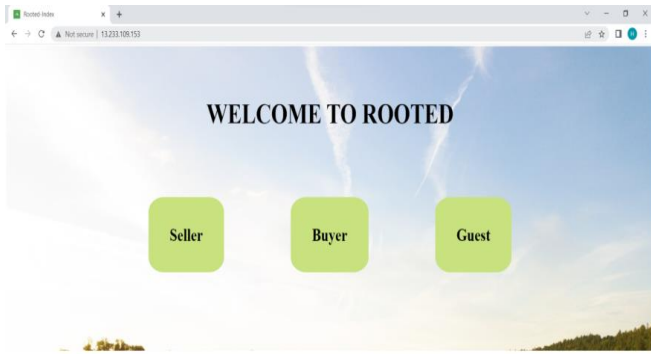 Rooted-Index
Not secure | 13.233.109.153
WELCOME TO ROOTED
Seller
Buyer
Guest